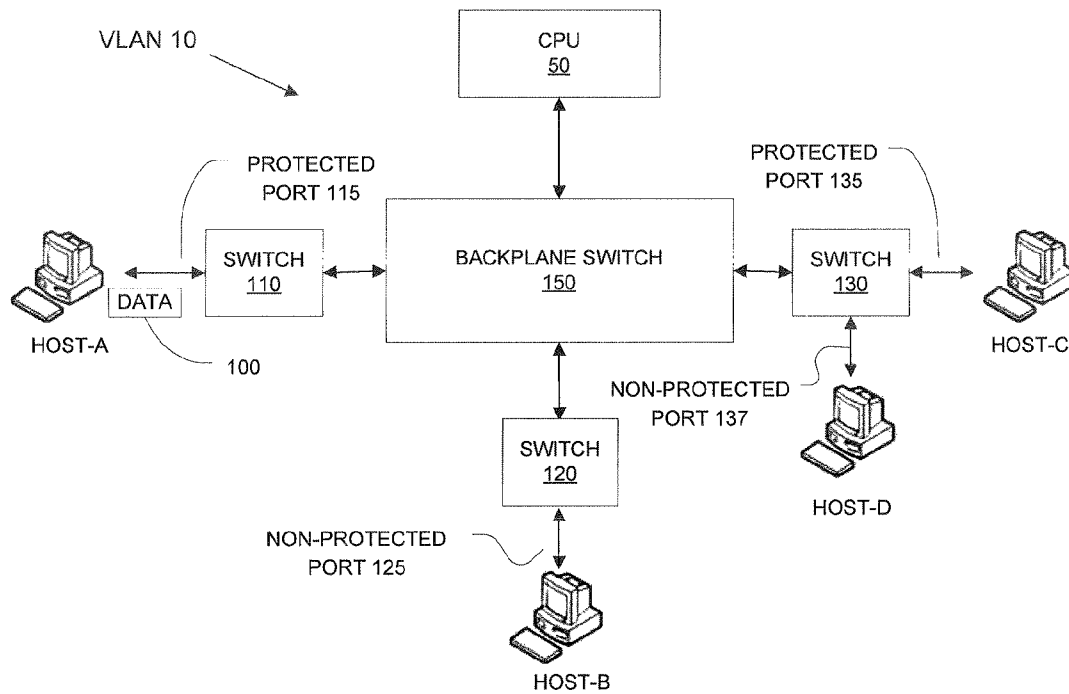 VLAN 10
CPU
50
PROTECTED
PORT 115
PROTECTED
PORT 135
SWITCH
110
BACKPLANE SWITCH
150
SWITCH
130
DATA
HOST-A
100
HOST-C
NON-PROTECTED
PORT 137
SWITCH
120
HOST-D
NON-PROTECTED
PORT 125
HOST-B